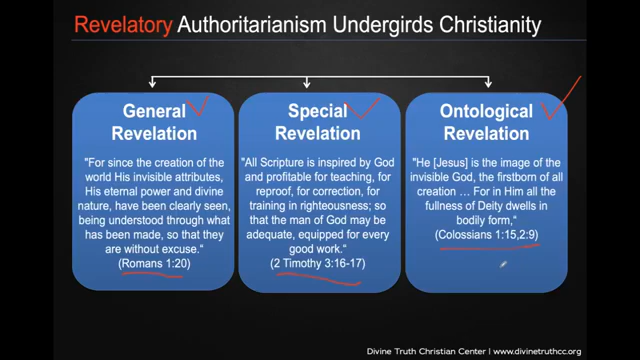 Revelatory Authoritarianism Undergirds Christianity
General
Revelation
"For since the creation of the
world His invisible attributes,
His eternal power and divine
nature, have been clearly seen,
being understood through what
has been made, so that they
are without excuse."
(Romans 1:20)
Special
Revelation
"All Scripture is inspired by God
and profitable for teaching, for
reproof, for correction, for
training in righteousness; so
that the man of God may be
adequate, equipped for every
good work."
(2 Timothy 3:16-17)
Ontological
Revelation
"He [Jesus] is the image of the
invisible God, the firstborn of all
creation … For in Him all the
fullness of Deity dwells in
bodily form,"
(Colossians 1:15,2:9)
Divine Truth Christian Center | www.divinetruthcc.org